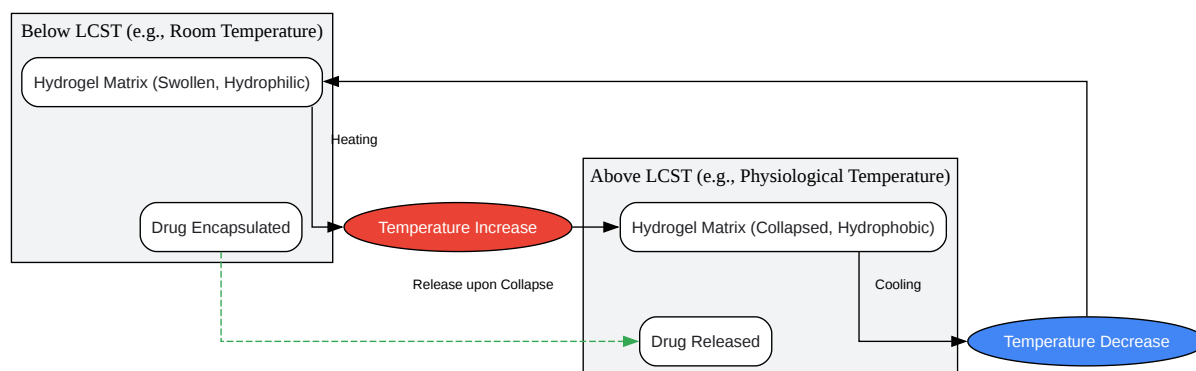 Below LCST (e.g., Room Temperature)
Hydrogel Matrix (Swollen, Hydrophilic)
Heating
Drug Encapsulated
Temperature Increase
Above LCST (e.g., Physiological Temperature)
Hydrogel Matrix (Collapsed, Hydrophobic)
Release upon Collapse
Cooling
Drug Released
Temperature Decrease